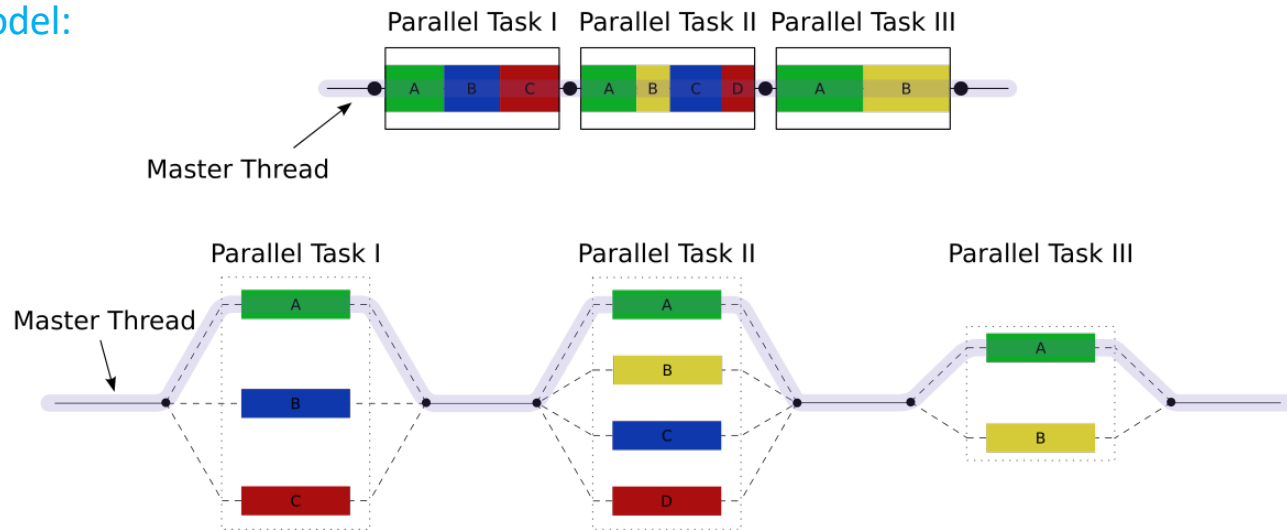 odel:
Parallel Task I Parallel Task II Parallel Task III
A B C A B C D A B
Master Thread
Parallel Task I Parallel Task II Parallel Task III
A A
A
B
Master Thread
B
C
B
C D